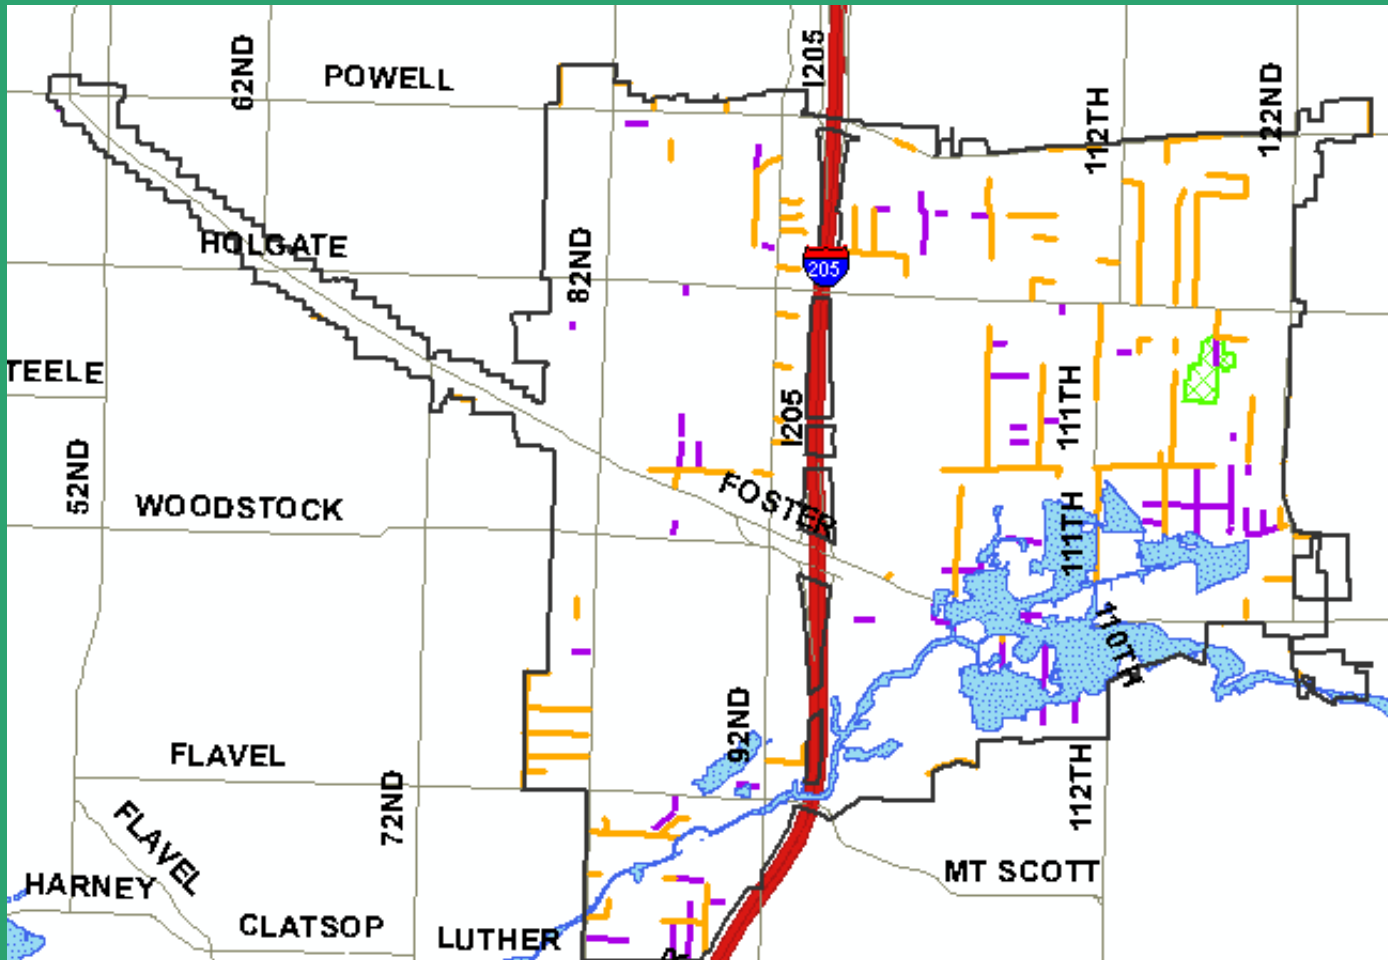 62ND
POWELL
I205
112TH
122ND
HOLGATE
82ND
205
TEELE
111TH
I205
52ND
WOODSTOCK
FOSTER
111TH
110TH
92ND
FLAVEL
72ND
112TH
FLAVEL
HARNEY
MT SCOTT
CLATSOP
LUTHER